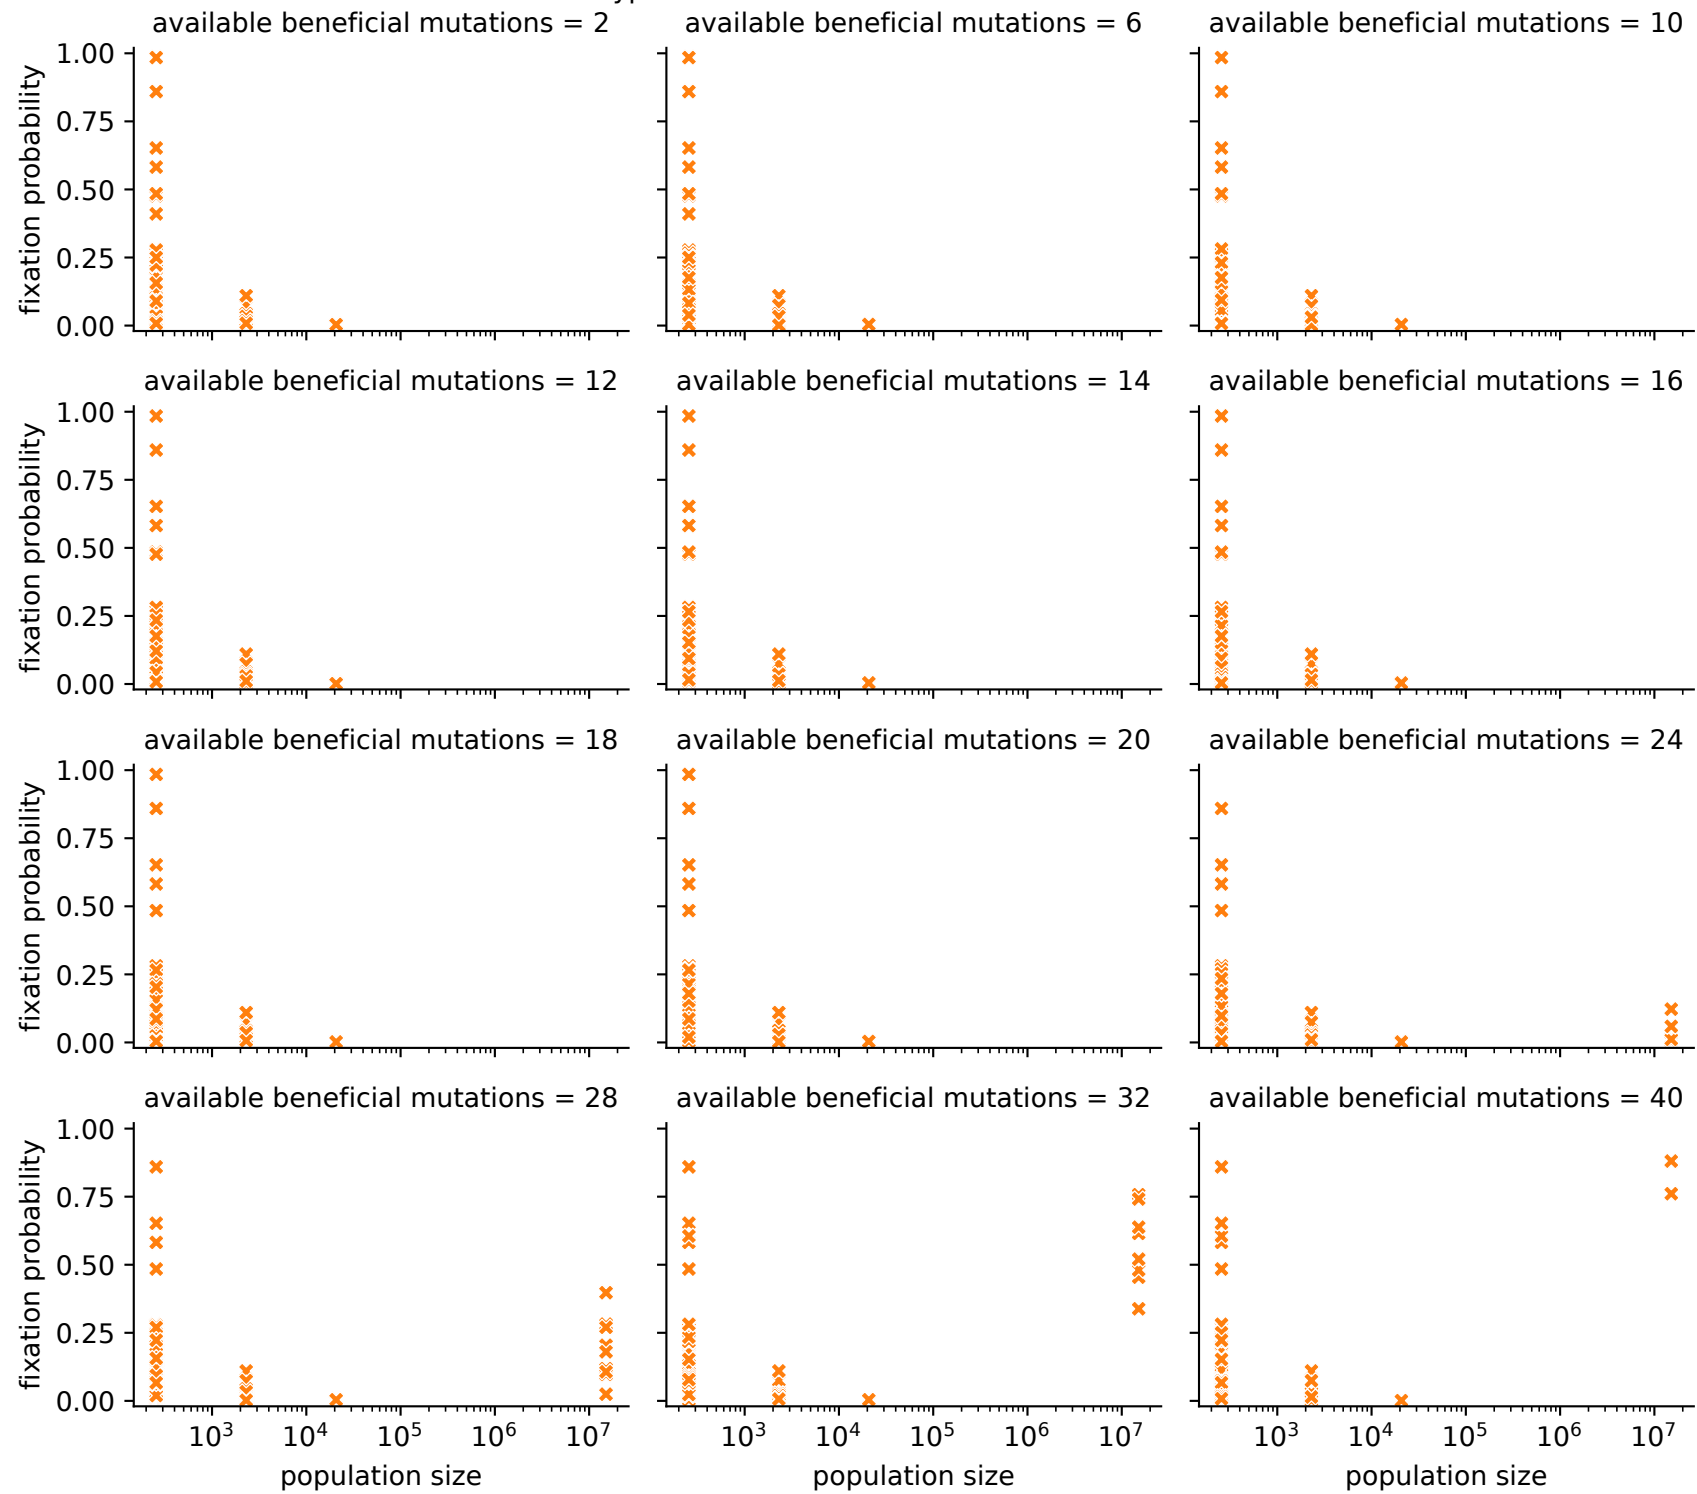 available beneficial mutations = 2
available beneficial mutations = 6
available beneficial mutations = 10
fixation probability
1.00
0.75
0.50
0.25
0.00
available beneficial mutations = 12
available beneficial mutations = 14
available beneficial mutations = 16
fixation probability
1.00
0.75
0.50
0.25
0.00
available beneficial mutations = 18
available beneficial mutations = 20
available beneficial mutations = 24
fixation probability
1.00
0.75
0.50
0.25
0.00
available beneficial mutations = 28
available beneficial mutations = 32
available beneficial mutations = 40
fixation probability
1.00
0.75
0.50
0.25
0.00
10³ 10⁴ 10⁵ 10⁶ 10⁷
10³ 10⁴ 10⁵ 10⁶ 10⁷
10³ 10⁴ 10⁵ 10⁶ 10⁷
population size
population size
population size